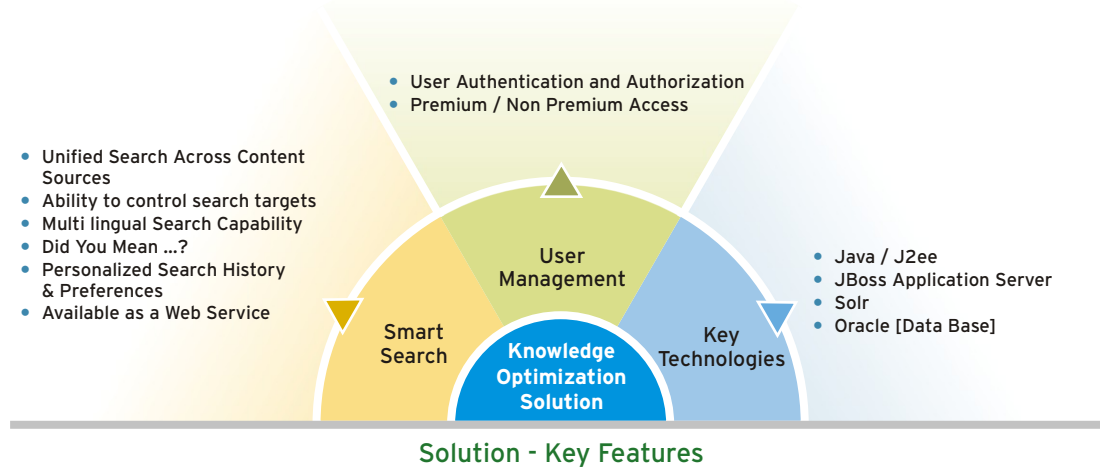 • User Authentication and Authorization
• Premium / Non Premium Access
• Unified Search Across Content
Sources
• Ability to control search targets
• Multi lingual Search Capability
• Did You Mean ...?
• Personalized Search History
& Preferences
• Available as a Web Service
User
Management
• Java / J2ee
• JBoss Application Server
• Solr
• Oracle [Data Base]
Smart
Search
Key
Technologies
Knowledge
Optimization
Solution
Solution - Key Features